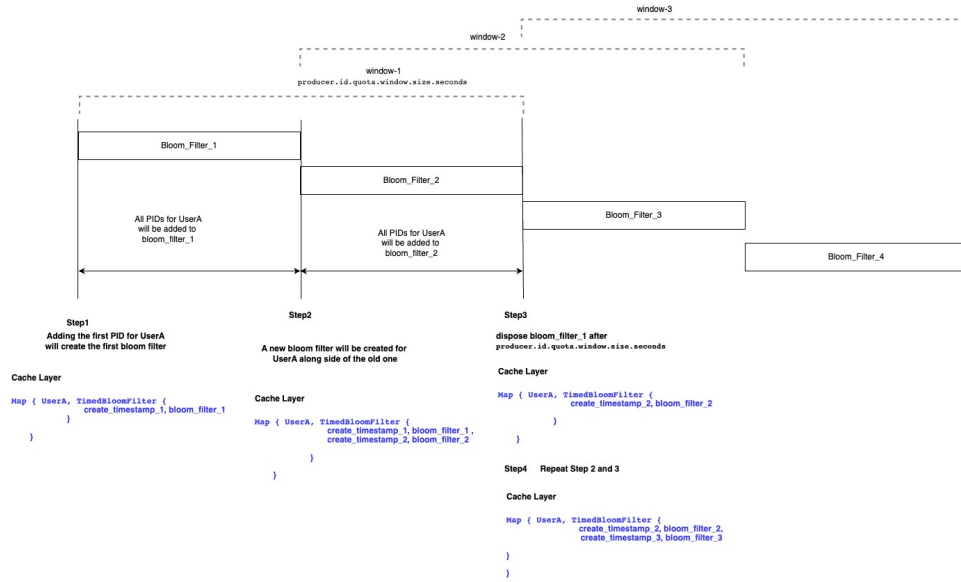 window-3
window-2
window-1
producer.id.quota.window.size.seconds
Bloom_Filter_1
Bloom_Filter_2
Bloom_Filter_3
Bloom_Filter_4
All PIDs for UserA
will be added to
bloom_filter_1
All PIDs for UserA
will be added to
bloom_filter_2
Step1
Adding the first PID for UserA
will create the first bloom filter
Cache Layer
Map { UserA, TimedBloomFilter {
create_timestamp_1, bloom_filter_1
}
}
Step2
A new bloom filter will be created for
UserA along side of the old one
Cache Layer
Map { UserA, TimedBloomFilter {
create_timestamp_1, bloom_filter_1 ,
create_timestamp_2, bloom_filter_2
}
}
Step3
dispose bloom_filter_1 after
producer.id.quota.window.size.seconds
Cache Layer
Map { UserA, TimedBloomFilter {
create_timestamp_2, bloom_filter_2
}
}
Step4 Repeat Step 2 and 3
Cache Layer
Map { UserA, TimedBloomFilter {
create_timestamp_2, bloom_filter_2,
create_timestamp_3, bloom_filter_3
}
}